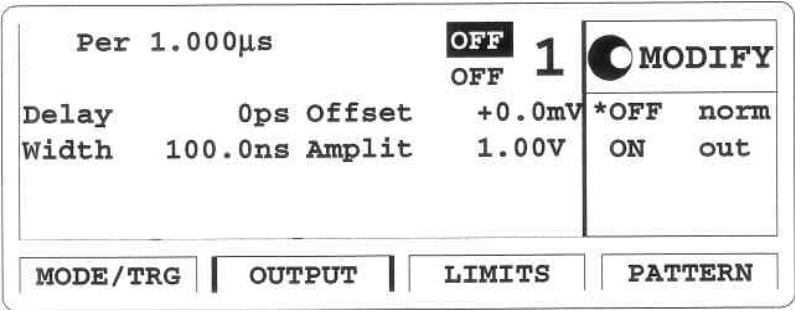 Per 1.000µs OFF 1 MODIFY
OFF
Delay 0ps Offset +0.0mV *OFF norm
Width 100.0ns Amplit 1.00V ON out
MODE/TRG OUTPUT LIMITS PATTERN